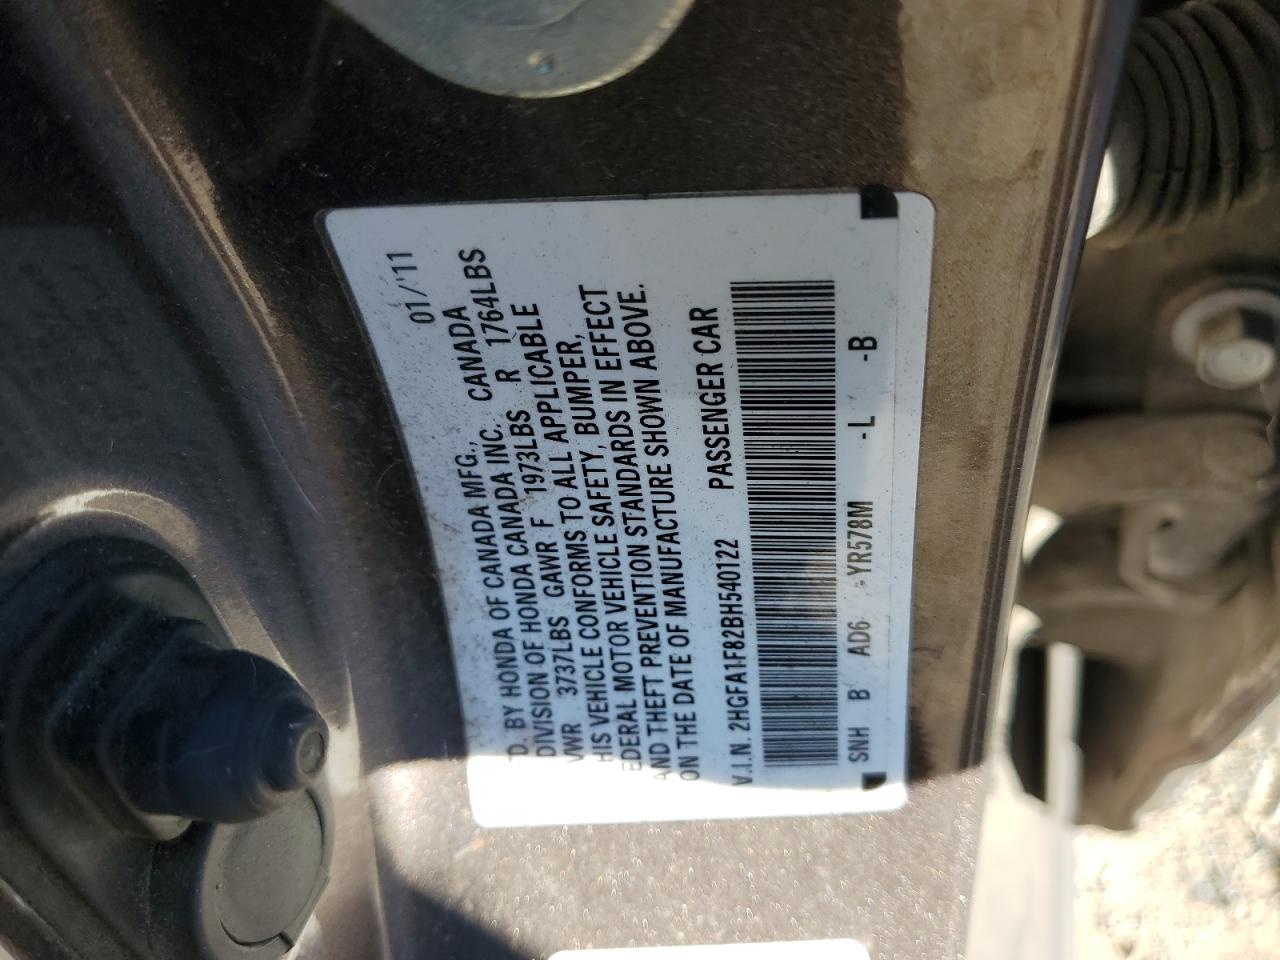 01/'11
TD. BY HONDA OF CANADA MFG., CANADA
DIVISION OF HONDA CANADA INC.
VWR 3737LBS GAWR F 1973LBS R 1764LBS
HIS VEHICLE CONFORMS TO ALL APPLICABLE
EDERAL MOTOR VEHICLE SAFETY, BUMPER,
AND THEFT PREVENTION STANDARDS IN EFFECT
ON THE DATE OF MANUFACTURE SHOWN ABOVE.
V.I.N. 2HGFA1F82BH540122 PASSENGER CAR
SNH B AD6 -YR578M -L -B